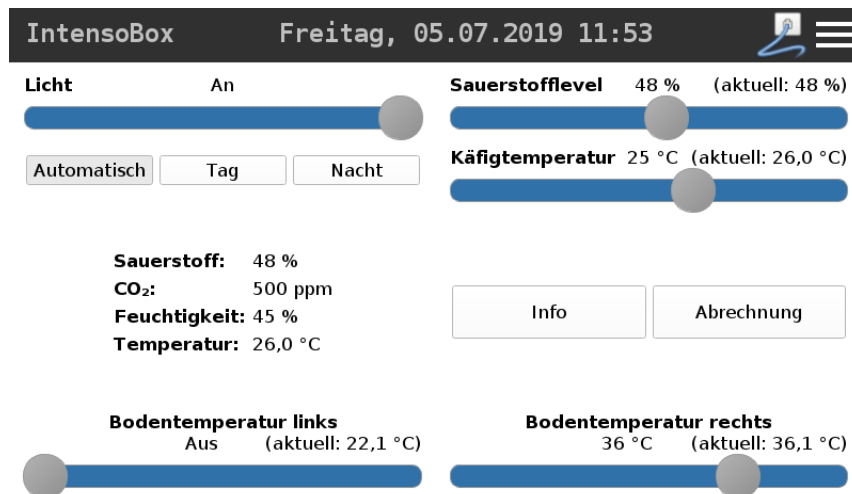 IntensoBox Freitag, 05.07.2019 11:53
Licht An
Automatisch Tag Nacht
Sauerstofflevel 48 % (aktuell: 48 %)
Käfigtemperatur 25 °C (aktuell: 26,0 °C)
Sauerstoff: 48 %
CO₂: 500 ppm
Feuchtigkeit: 45 %
Temperatur: 26,0 °C
Info Abrechnung
Bodentemperatur links
Aus (aktuell: 22,1 °C)
Bodentemperatur rechts
36 °C (aktuell: 36,1 °C)